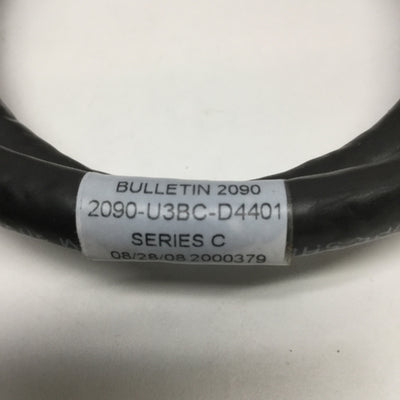 BULLETIN 2090
2090-U3BC-D4401
SERIES C
08/28/08 2000379